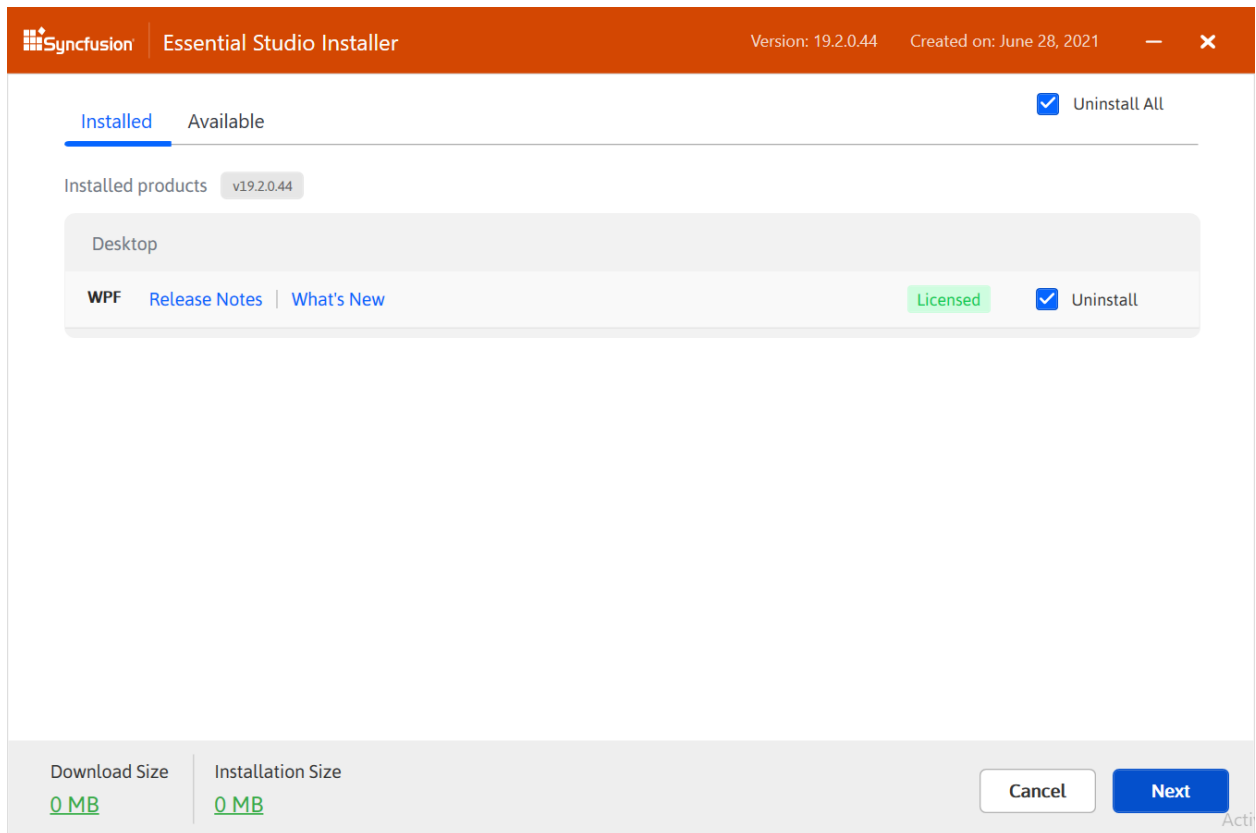 Syncfusion Essential Studio Installer Version: 19.2.0.44 Created on: June 28, 2021
Installed Available Uninstall All
Installed products v19.2.0.44
Desktop
WPF Release Notes | What's New Licensed Uninstall
Download Size Installation Size
0 MB 0 MB
Cancel Next